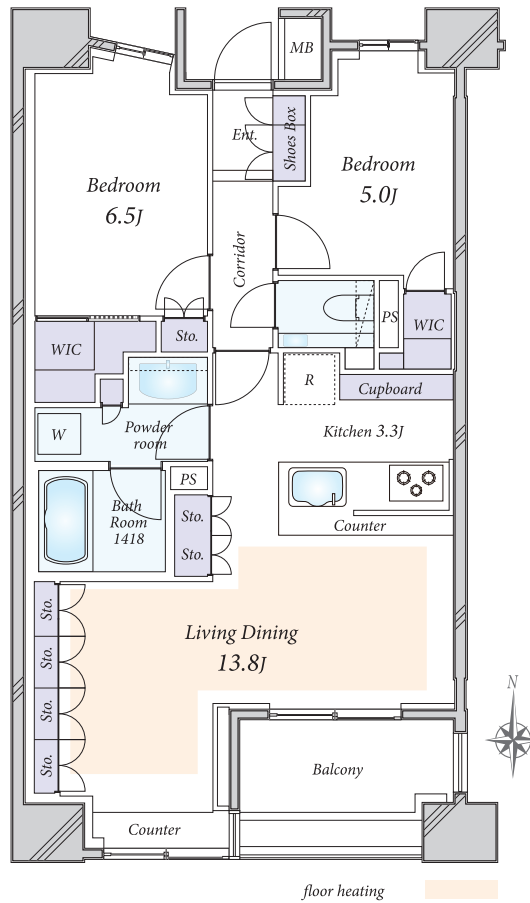 MB
Ent.
Shoes Box
Bedroom
5.0J
Bedroom
6.5J
Corridor
PS
WIC
Sto.
WIC
R
Cupboard
W
Powder
room
Kitchen 3.3J
PS
Bath
Room
1418
Sto.
Sto.
Counter
Sto.
Sto.
Sto.
Sto.
Living Dining
13.8J
N
Balcony
Counter
floor heating